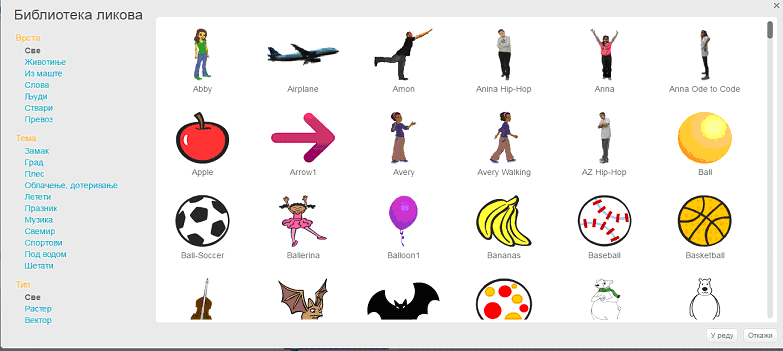 Библиотека ликова
Врста
Све
Животиње
Из маште
Слова
Људи
Ствари
Превоз
Тема
Замак
Град
Плес
Облачење, дотеривање
Летети
Празник
Музика
Свемир
Спортови
Под водом
Шетати
Тип
Све
Растер
Вектор
Abby
Airplane
Amon
Anina Hip-Hop
Anna
Anna Ode to Code
Apple
Arrow1
Avery
Avery Walking
AZ Hip-Hop
Ball
Ball-Soccer
Ballerina
Balloon1
Bananas
Baseball
Basketball
У реду
Откажи